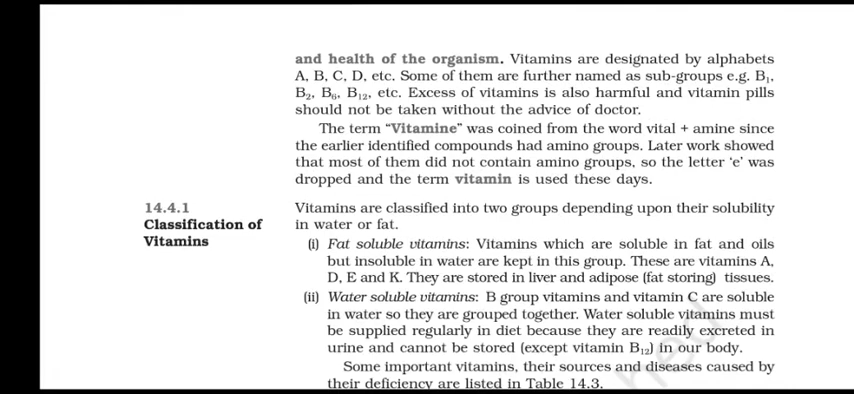 and health of the organism. Vitamins are designated by alphabets
A, B, C, D, etc. Some of them are further named as sub-groups e.g. B₁,
B₂, B₆, B₁₂, etc. Excess of vitamins is also harmful and vitamin pills
should not be taken without the advice of doctor.
The term “Vitamine” was coined from the word vital + amine since
the earlier identified compounds had amino groups. Later work showed
that most of them did not contain amino groups, so the letter ‘e’ was
dropped and the term vitamin is used these days.
14.4.1
Classification of
Vitamins
Vitamins are classified into two groups depending upon their solubility
in water or fat.
(i) Fat soluble vitamins: Vitamins which are soluble in fat and oils
but insoluble in water are kept in this group. These are vitamins A,
D, E and K. They are stored in liver and adipose (fat storing) tissues.
(ii) Water soluble vitamins: B group vitamins and vitamin C are soluble
in water so they are grouped together. Water soluble vitamins must
be supplied regularly in diet because they are readily excreted in
urine and cannot be stored (except vitamin B₁₂) in our body.
Some important vitamins, their sources and diseases caused by
their deficiency are listed in Table 14.3.
hed